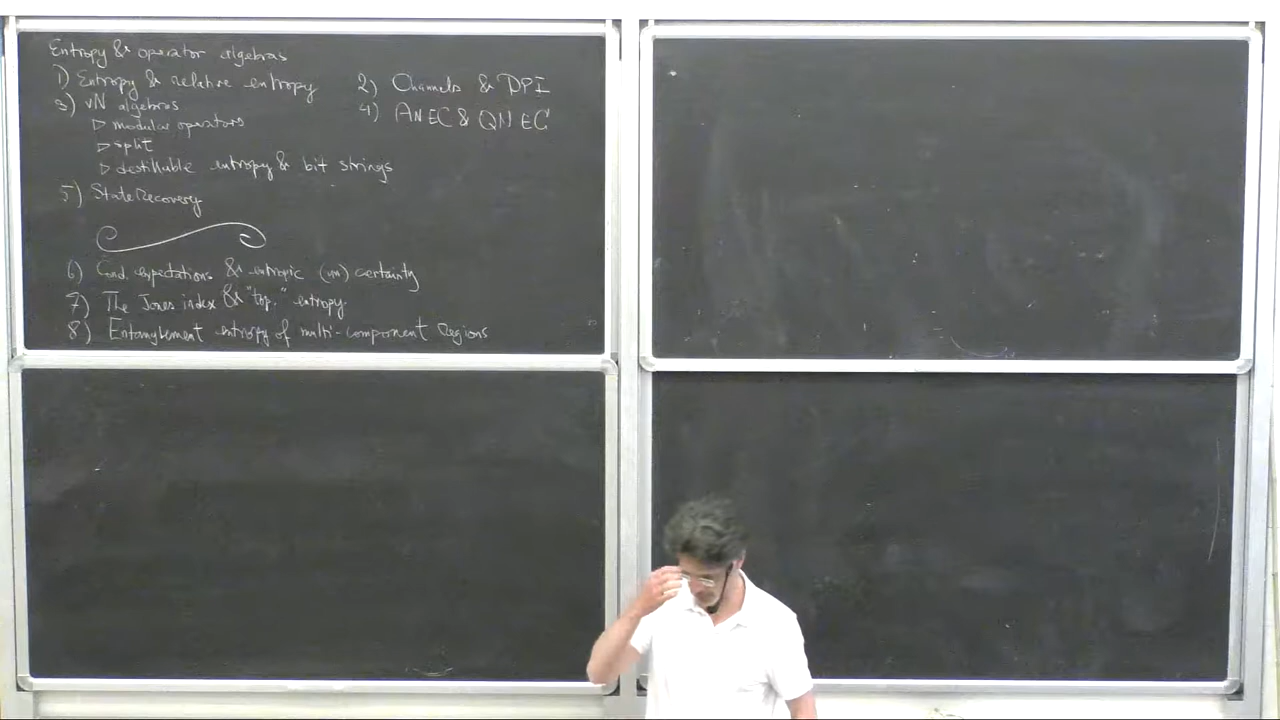 Entropy & operator algebras
1) Entropy & relative entropy 2) Channels & DPI
3) vN algebras 4) ANEC & QNEC
▷ modular operators
▷ split
▷ destillable entropy & bit strings
5) State Recovery
6) Cond. expectations & entropic (un)certainty
7) The Jones index & "top." entropy
8) Entanglement entropy of multi-component Regions